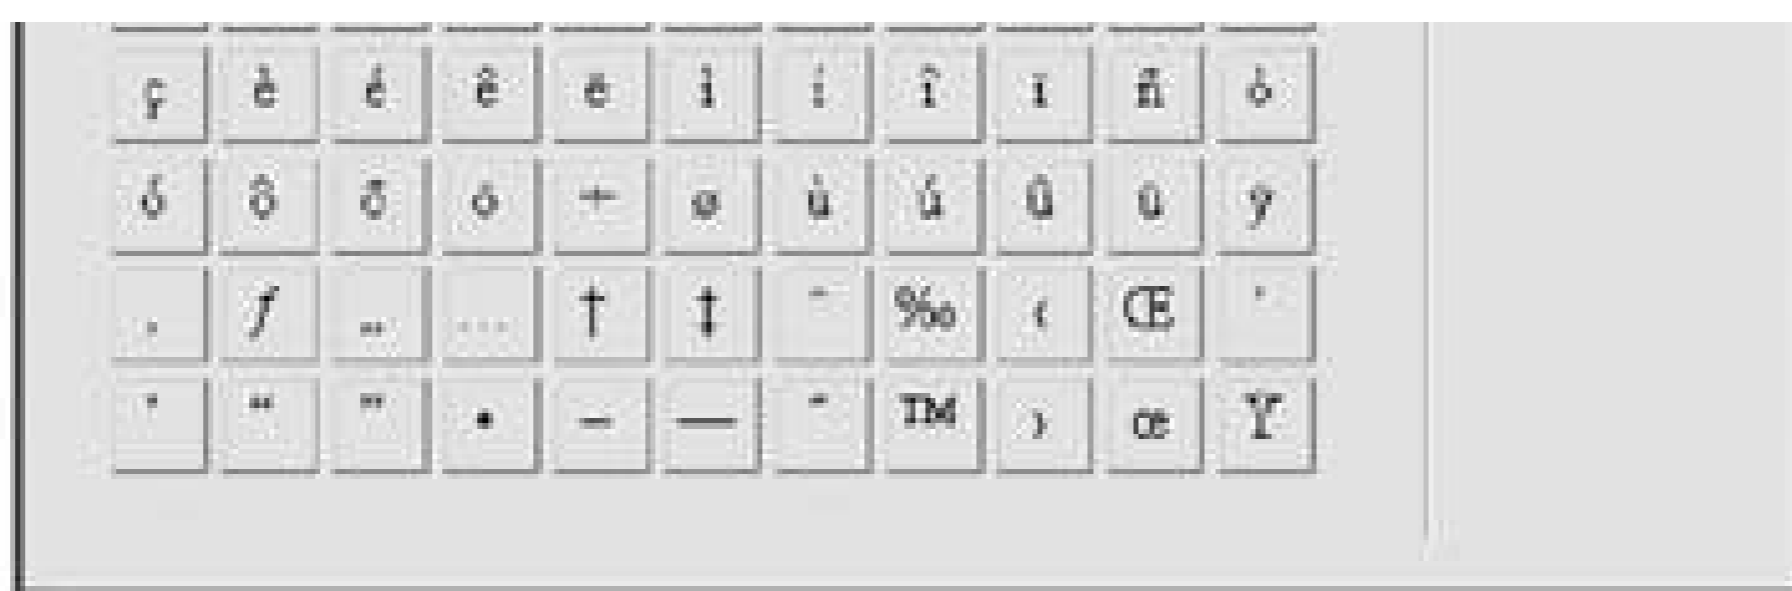 ç è é ê ë ì í î ï ñ ò
ó ô õ ö ÷ ø ù ú û ü ÿ
‚ ƒ „ … † ‡ ˆ ‰ ‹ Œ ‘
’ “ ” • – — ˜ ™ › œ Ÿ